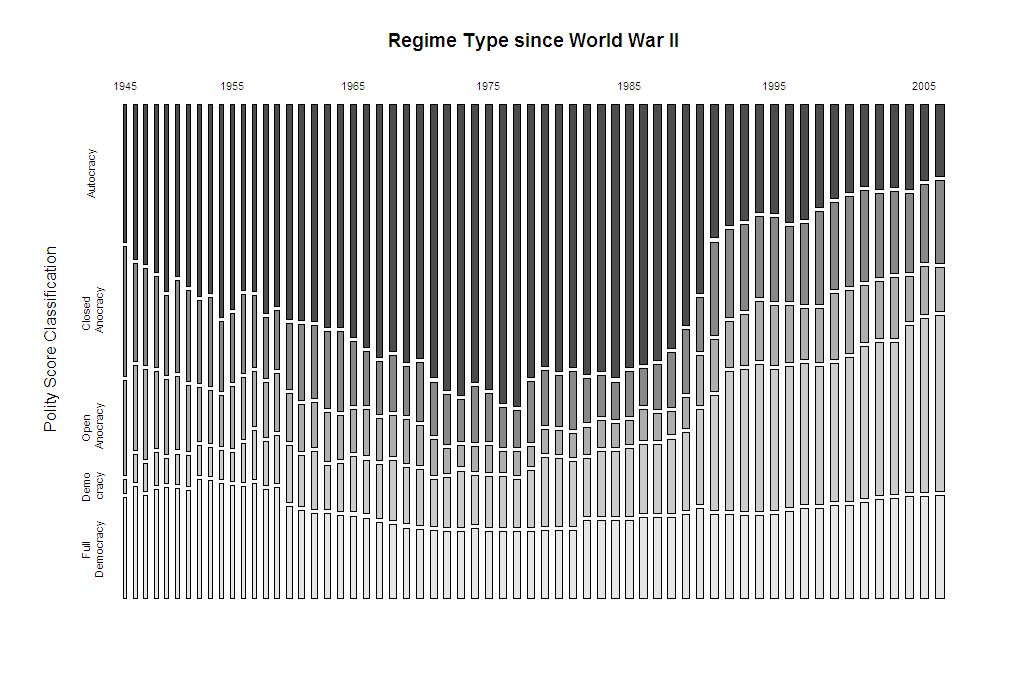 Regime Type since World War II
1945 1955 1965 1975 1985 1995 2005
Polity Score Classification
Autocracy
Closed
Anocracy
Open
Anocracy
Demo
cracy
Full
Democracy